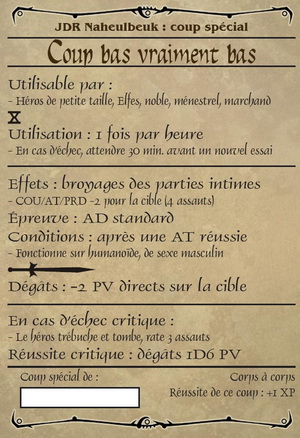 JDR Naheulbeuk : coup spécial
Coup bas vraiment bas
Utilisable par :
- Héros de petite taille, Elfes, noble, ménestrel, marchand
Utilisation : 1 fois par heure
- En cas d'échec, attendre 30 min. avant un nouvel essai
Effets : broyages des parties intimes
- COU/AT/PRD -2 pour la cible (4 assauts)
Épreuve : AD standard
Conditions : après une AT réussie
- Fonctionne sur humanoïde, de sexe masculin
Dégâts : -2 PV directs sur la cible
En cas d'échec critique :
- Le héros trébuche et tombe, rate 3 assauts
Réussite critique : dégâts 1D6 PV
Coup spécial de :
Corps à corps
Réussite de ce coup : +1 XP